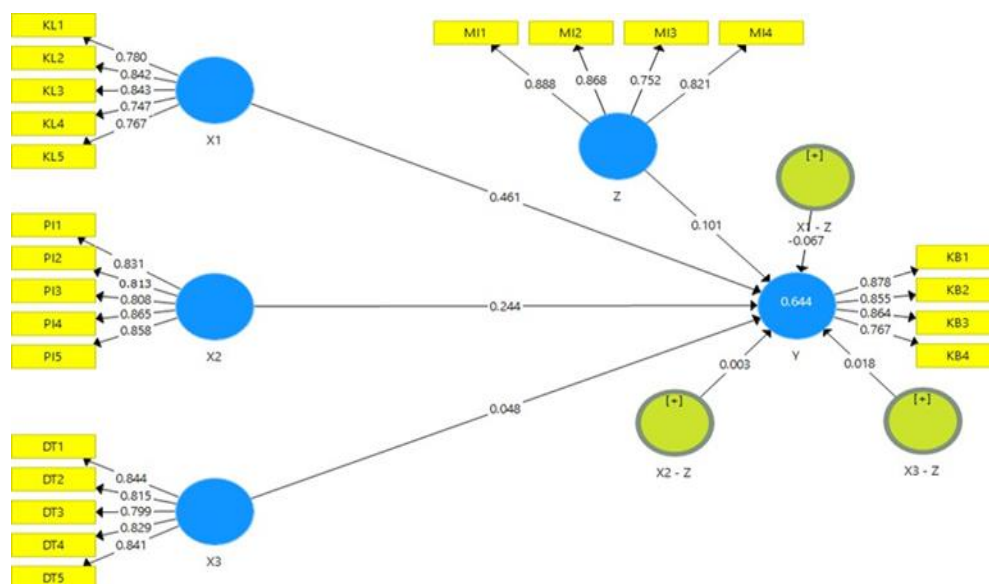 KL1
KL2
KL3
KL4
KL5
0.780
0.842
0.843
0.747
0.767
X1
MI1
MI2
MI3
MI4
0.888
0.868
0.752
0.821
Z
[+]
X1 - Z
0.461
0.101
-0.067
PI1
PI2
PI3
PI4
PI5
0.831
0.813
0.808
0.865
0.858
X2
0.244
0.644
Y
0.878
0.855
0.864
0.767
KB1
KB2
KB3
KB4
0.003
0.018
[+]
X2 - Z
[+]
X3 - Z
0.048
DT1
DT2
DT3
DT4
DT5
0.844
0.815
0.799
0.829
0.841
X3